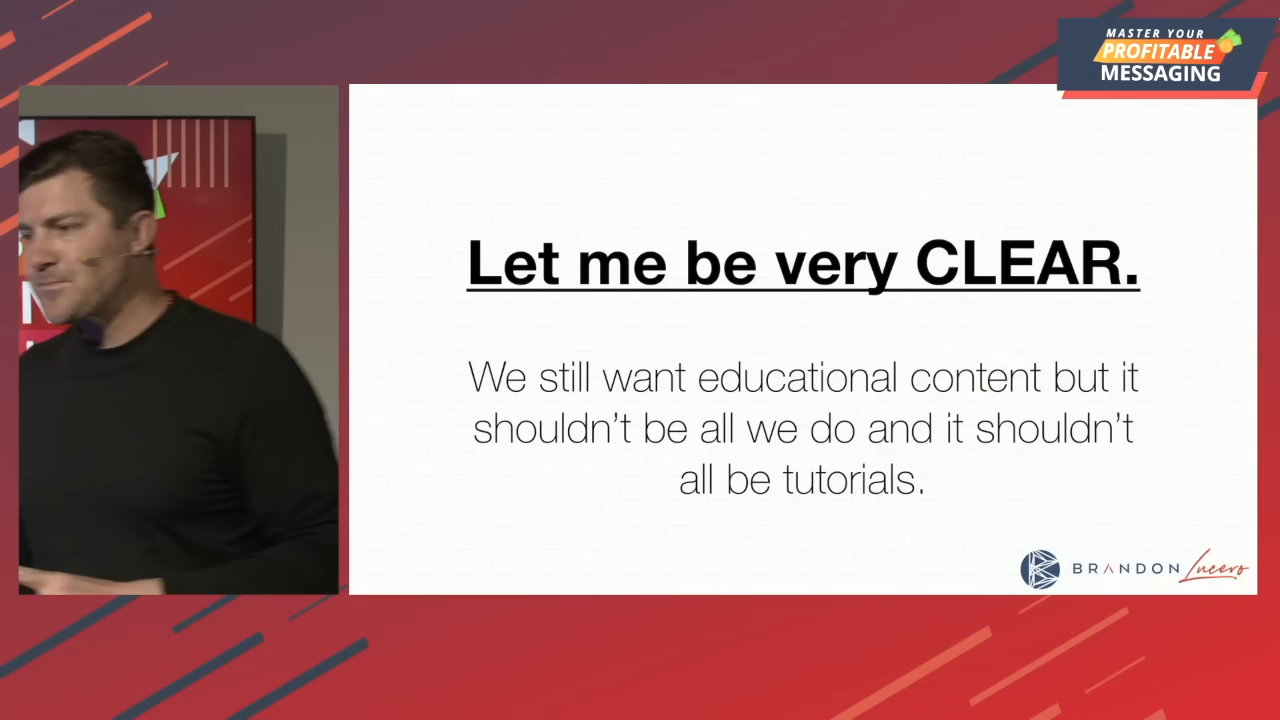 MASTER YOUR
PROFITABLE
MESSAGING
Let me be very CLEAR.
We still want educational content but it
shouldn’t be all we do and it shouldn’t
all be tutorials.
BRANDON Lucero